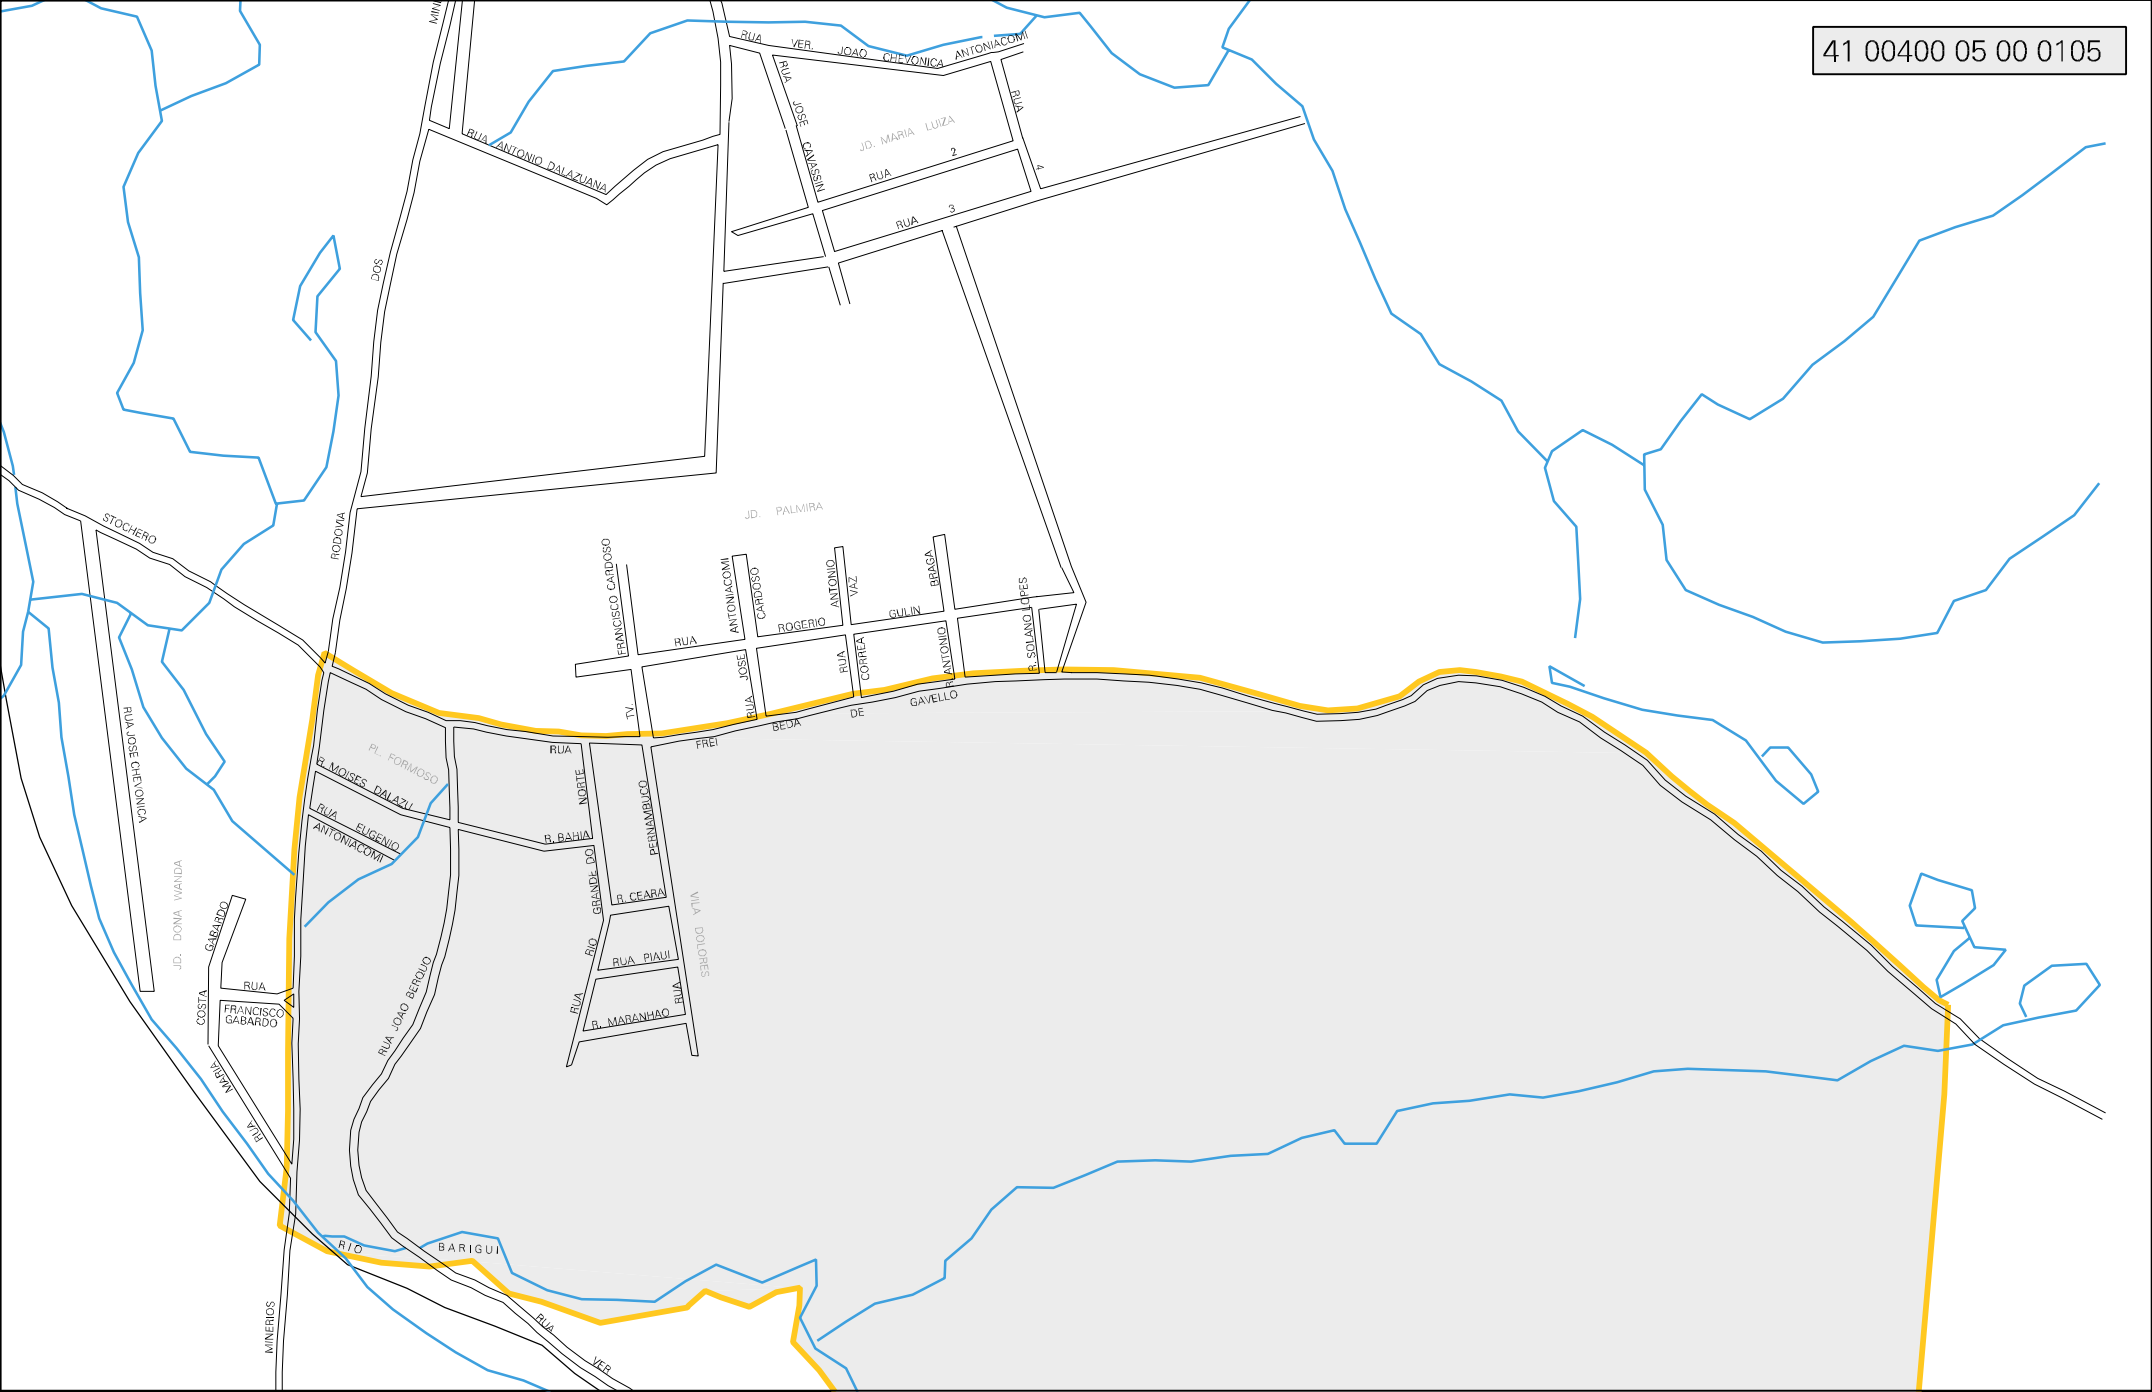 41 00400 05 00 0105
RUA VER. JOAO CHEVONICA ANTONIACOMI
RUA JOSE CAVASSIN
RUA 4
JD. MARIA LUIZA
RUA ANTONIO DALAZUANA
RUA 2
RUA 3
DOS
RODOVIA
STOCHERO
JD. PALMIRA
FRANCISCO CARDOSO
TV.
ANTONIACOMI
CARDOSO
JOSE
RUA
ANTONIO
VAZ
RUA
CORREA
BRAGA
R. ANTONIO
R. SOLANO LOPES
RUA ROGERIO GULIN
RUA FREI BEDA DE GAVELLO
PL. FORMOSO
R. MOISES DALAZU
RUA EUGENIO
ANTONIACOMI
RUA JOSE CHEVONICA
JD. DONA WANDA
RUA RIO GRANDE DO NORTE
RUA PERNAMBUCO
R. BAHIA
R. CEARA
RUA PIAUI
R. MARANHAO
VILA DOLORES
RUA JOAO BERQUO
RUA MARIA COSTA GABARDO
RUA
FRANCISCO
GABARDO
RIO BARIGUI
MINERIOS
RUA VER